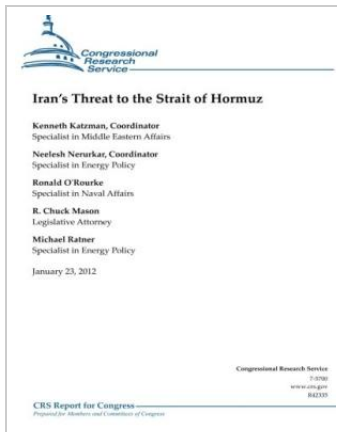 Congressional
Research
Service
Iran's Threat to the Strait of Hormuz
Kenneth Katzman, Coordinator
Specialist in Middle Eastern Affairs
Neelesh Nerurkar, Coordinator
Specialist in Energy Policy
Ronald O'Rourke
Specialist in Naval Affairs
R. Chuck Mason
Legislative Attorney
Michael Ratner
Specialist in Energy Policy
January 23, 2012
Congressional Research Service
7-5700
www.crs.gov
R42335
CRS Report for Congress
Prepared for Members and Committees of Congress